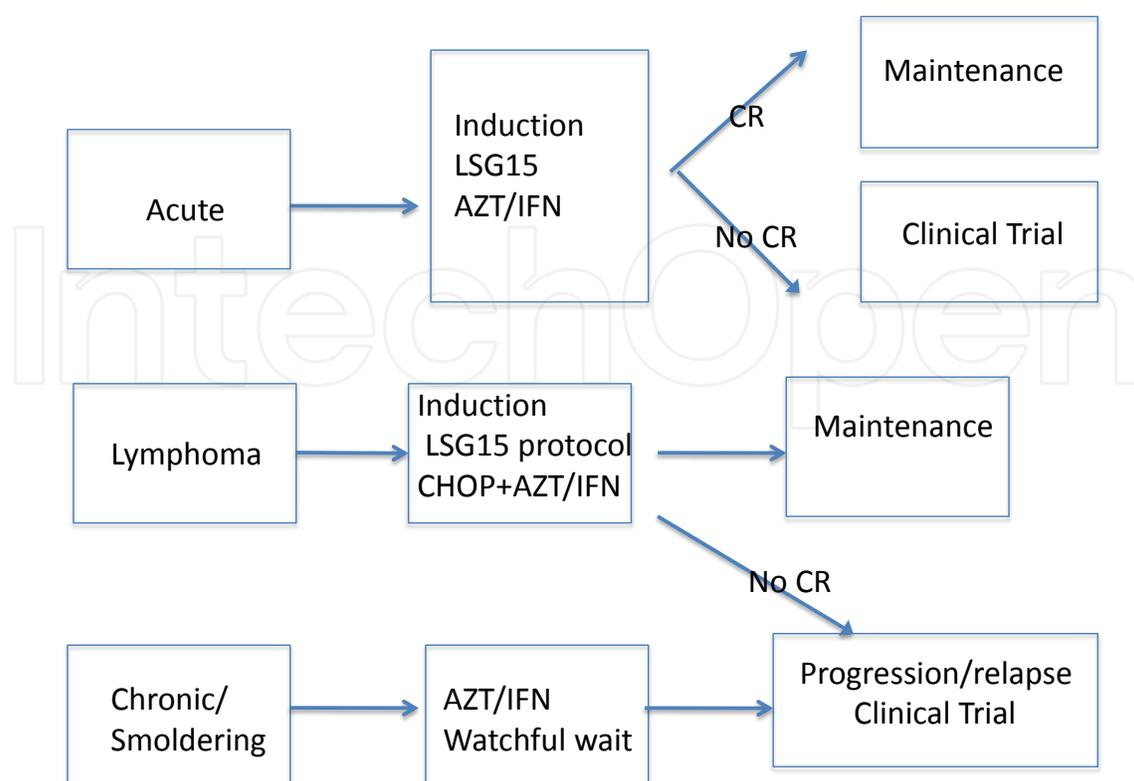 Acute
Induction
LSG15
AZT/IFN
CR
No CR
Maintenance
Clinical Trial
Lymphoma
Induction
LSG15 protocol
CHOP+AZT/IFN
Maintenance
No CR
Chronic/
Smoldering
AZT/IFN
Watchful wait
Progression/relapse
Clinical Trial
IntechOpen